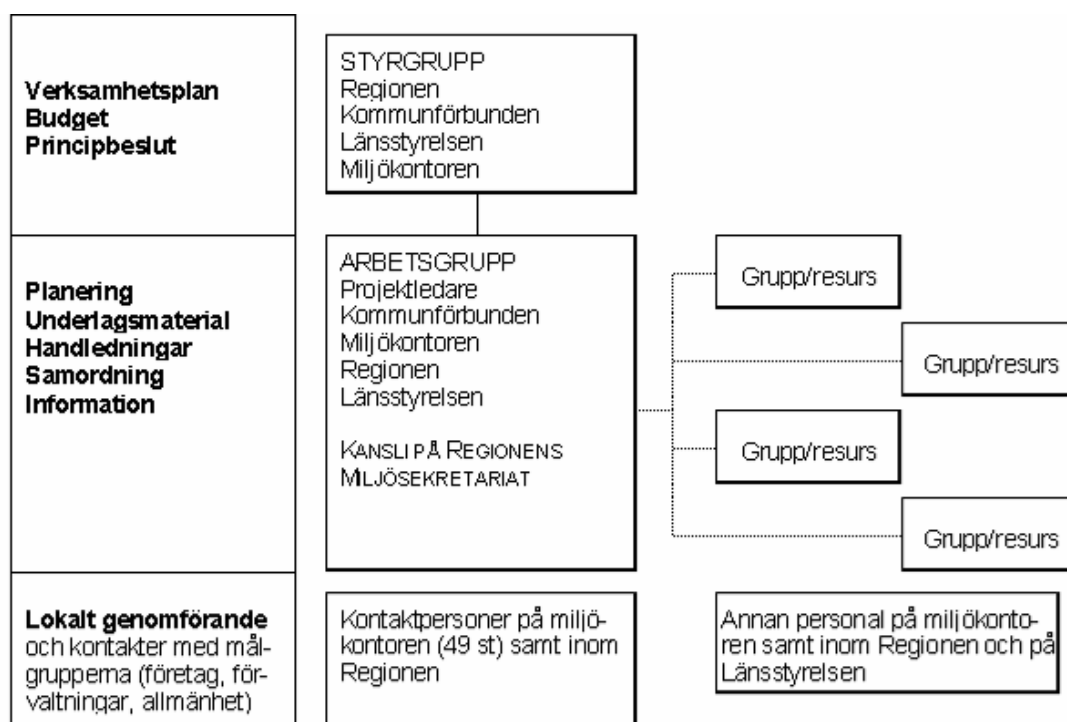 Verksamhetsplan
Budget
Principbeslut
STYRGRUPP
Regionen
Kommunförbunden
Länsstyrelsen
Miljökontoren
Planering
Underlagsmaterial
Handledningar
Samordning
Information
ARBETSGRUPP
Projektledare
Kommunförbunden
Miljökontoren
Regionen
Länsstyrelsen
KANSLI PÅ REGIONENS
MILJÖSEKRETARIAT
Grupp/resurs
Grupp/resurs
Grupp/resurs
Grupp/resurs
Lokalt genomförande
och kontakter med mål-
grupperna (företag, för-
valtningar, allmänhet)
Kontaktpersoner på miljö-
kontoren (49 st) samt inom
Regionen
Annan personal på miljökonto-
ren samt inom Regionen och på
Länsstyrelsen